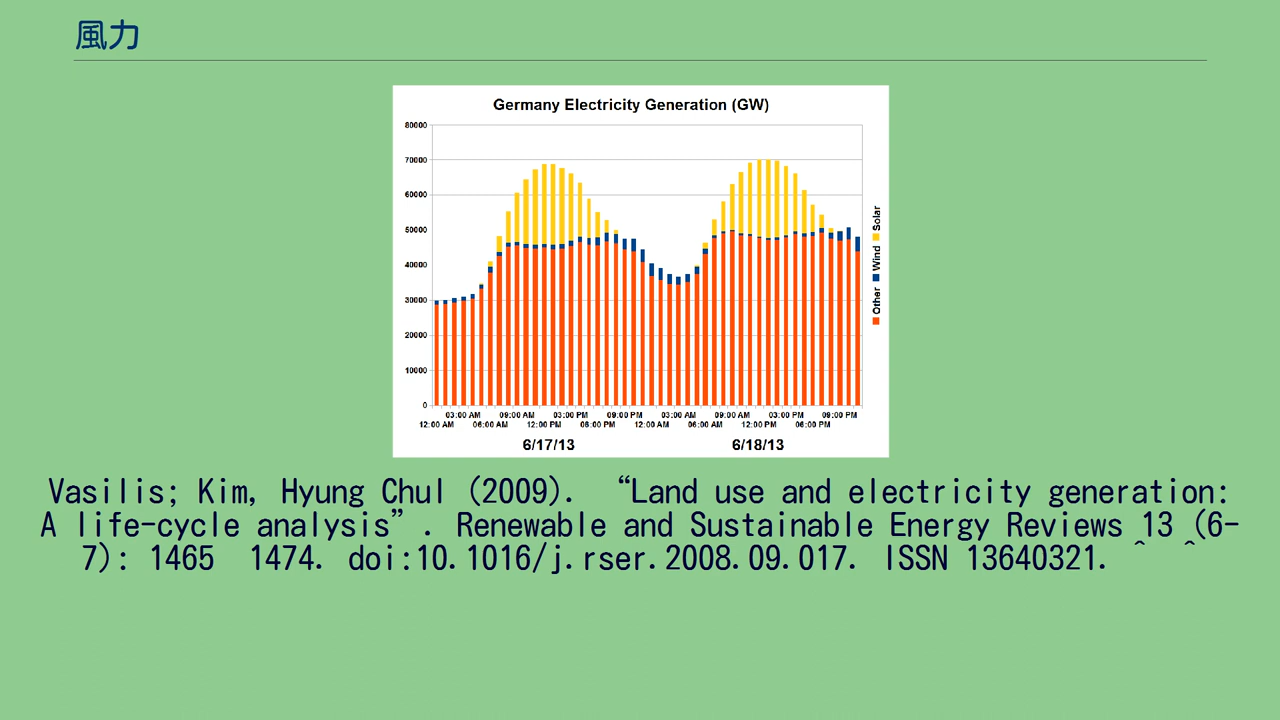 風力
Germany Electricity Generation (GW)
80000
70000
60000
50000
40000
30000
20000
10000
0
Other Wind Solar
03:00 AM 09:00 AM 03:00 PM 09:00 PM 03:00 AM 09:00 AM 03:00 PM 09:00 PM
12:00 AM 06:00 AM 12:00 PM 06:00 PM 12:00 AM 06:00 AM 12:00 PM 06:00 PM
6/17/13 6/18/13
Vasilis; Kim, Hyung Chul (2009). “Land use and electricity generation:
A life-cycle analysis”. Renewable and Sustainable Energy Reviews 13 (6-
7): 1465 1474. doi:10.1016/j.rser.2008.09.017. ISSN 13640321. ^ ^